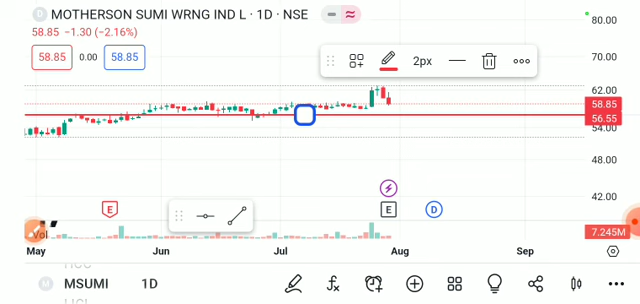 D MOTHERSON SUMI WRNG IND L · 1D · NSE
58.85 −1.30 (−2.16%)
58.85 0.00 58.85
2px
80.00
70.00
62.00
58.85
56.55
54.00
48.00
42.00
E E D
Vol
7.245M
May Jun Jul Aug Sep
M MSUMI 1D